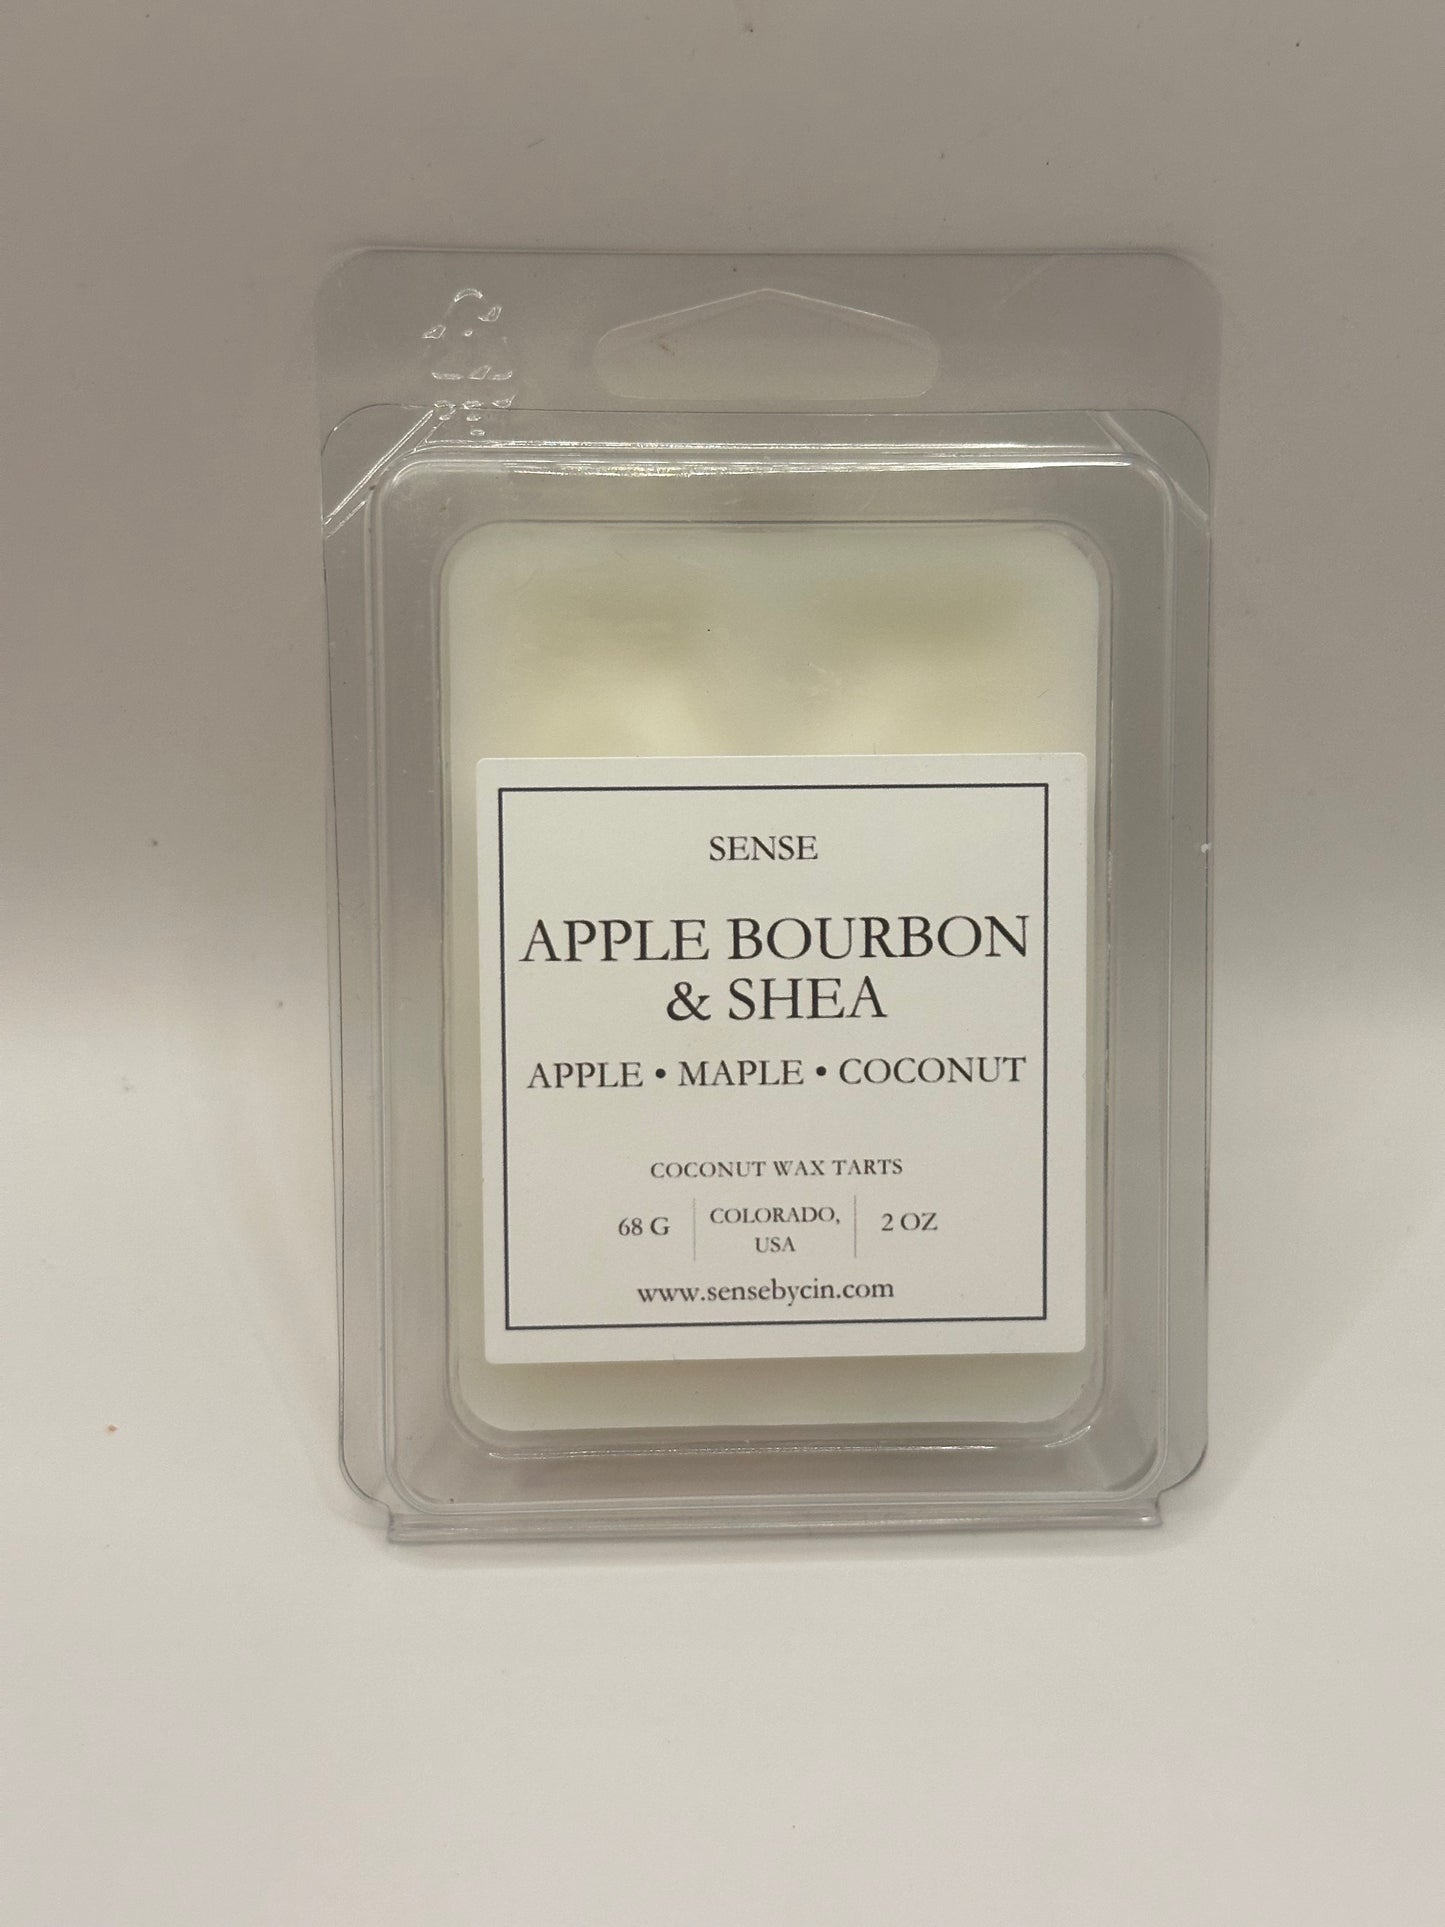 SENSE
APPLE BOURBON
& SHEA
APPLE • MAPLE • COCONUT
COCONUT WAX TARTS
68 G
COLORADO,
USA
2 OZ
www.sensebycin.com